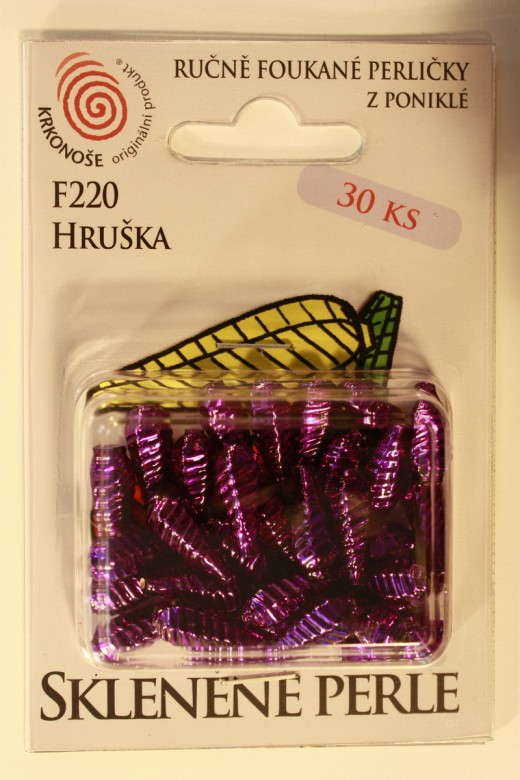 RUČNĚ FOUKANÉ PERLIČKY
Z PONIKLÉ
KRKONOŠE
originální produkt®
F220
HRUŠKA
30 KS
SKLENĚNÉ PERLE